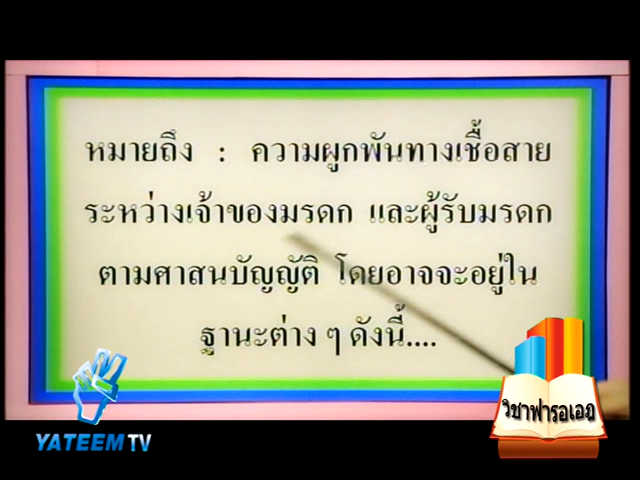 หมายถึง : ความผูกพันทางเชื้อสาย
ระหว่างเจ้าของมรดก และผู้รับมรดก
ตามศาสนบัญญัติ โดยอาจจะอยู่ใน
ฐานะต่าง ๆ ดังนี้....
วิชาฟารอเอฎ
YATEEM TV